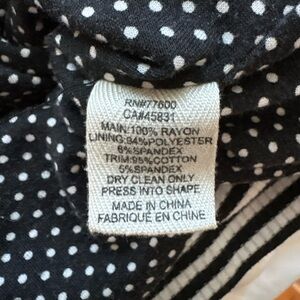 RN#77600
CA#45831
MAIN:100% RAYON
LINING:94%POLYESTER
6%SPANDEX
TRIM:95%COTTON
5%SPANDEX
DRY CLEAN ONLY
PRESS INTO SHAPE
MADE IN CHINA
FABRIQUÉ EN CHINE